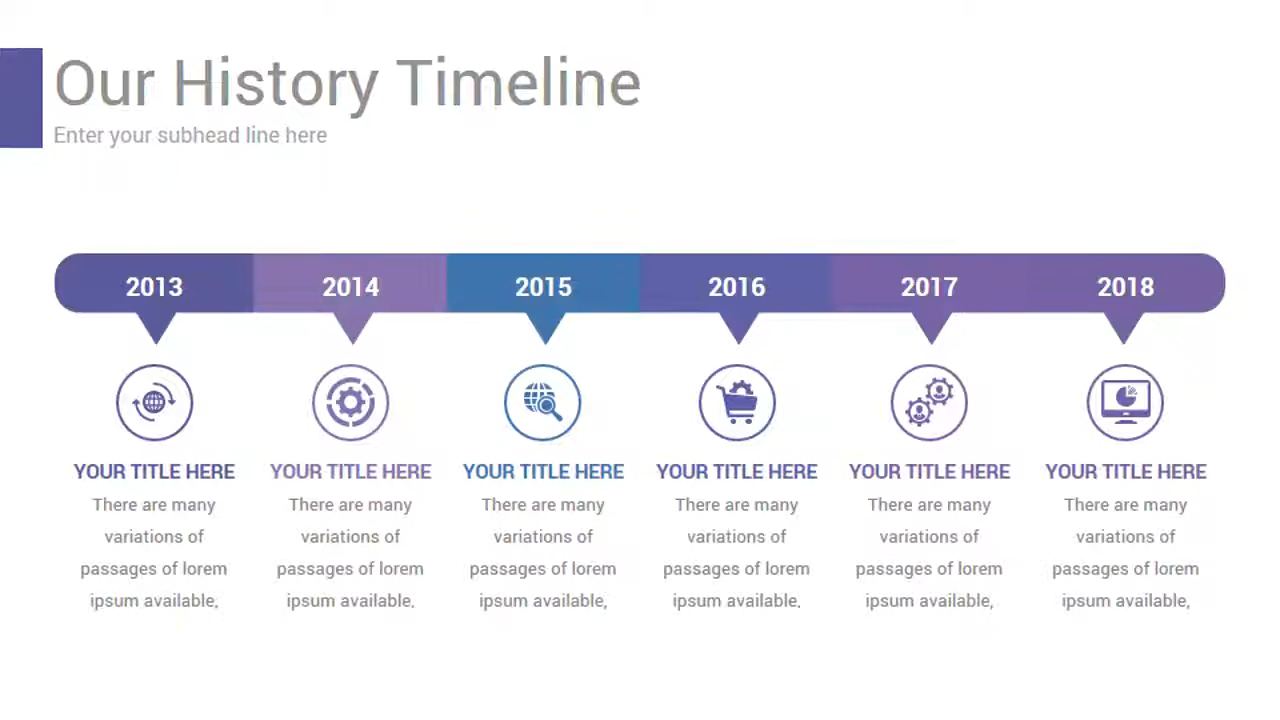 Our History Timeline
Enter your subhead line here
2013 2014 2015 2016 2017 2018
YOUR TITLE HERE YOUR TITLE HERE YOUR TITLE HERE YOUR TITLE HERE YOUR TITLE HERE YOUR TITLE HERE
There are many There are many There are many There are many There are many There are many
variations of variations of variations of variations of variations of variations of
passages of lorem passages of lorem passages of lorem passages of lorem passages of lorem passages of lorem
ipsum available, ipsum available, ipsum available, ipsum available, ipsum available, ipsum available,